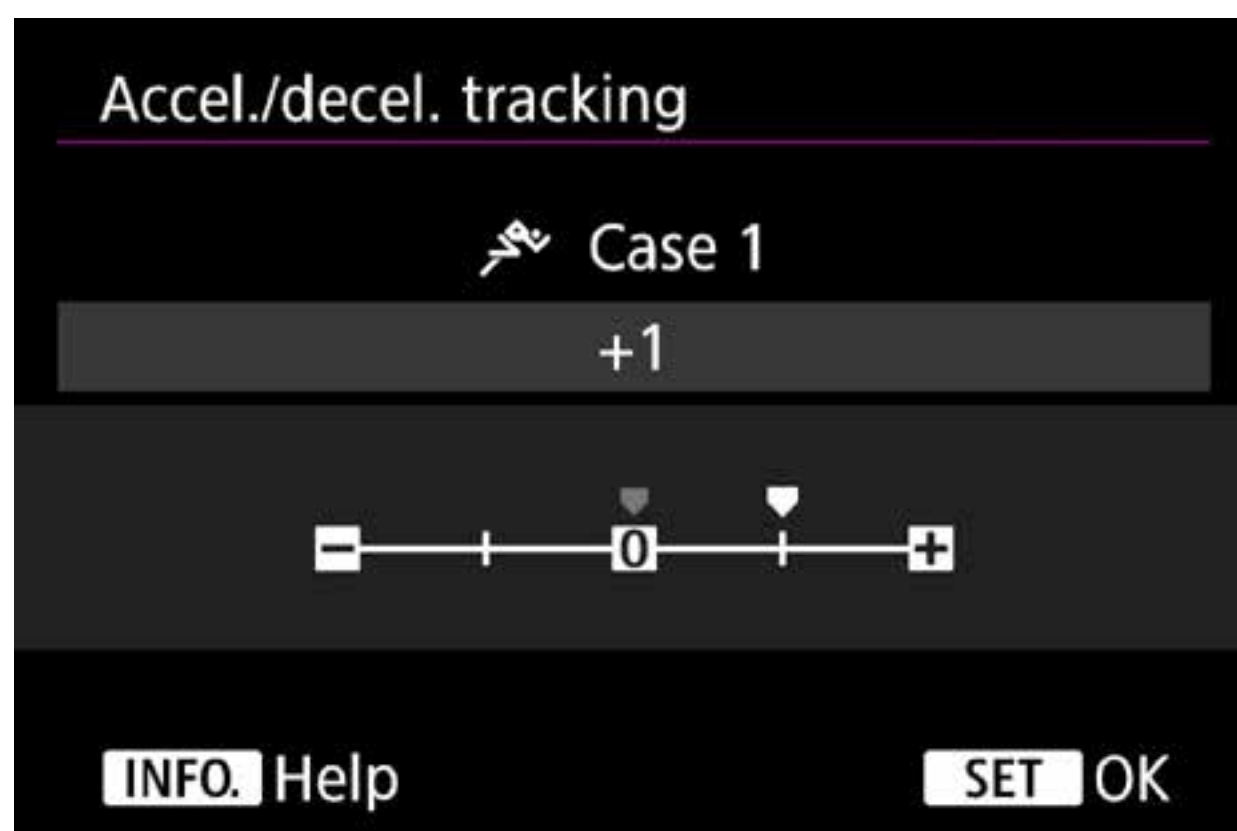 Accel./decel. tracking
Case 1
+1
- 0 +
INFO. Help
SET OK